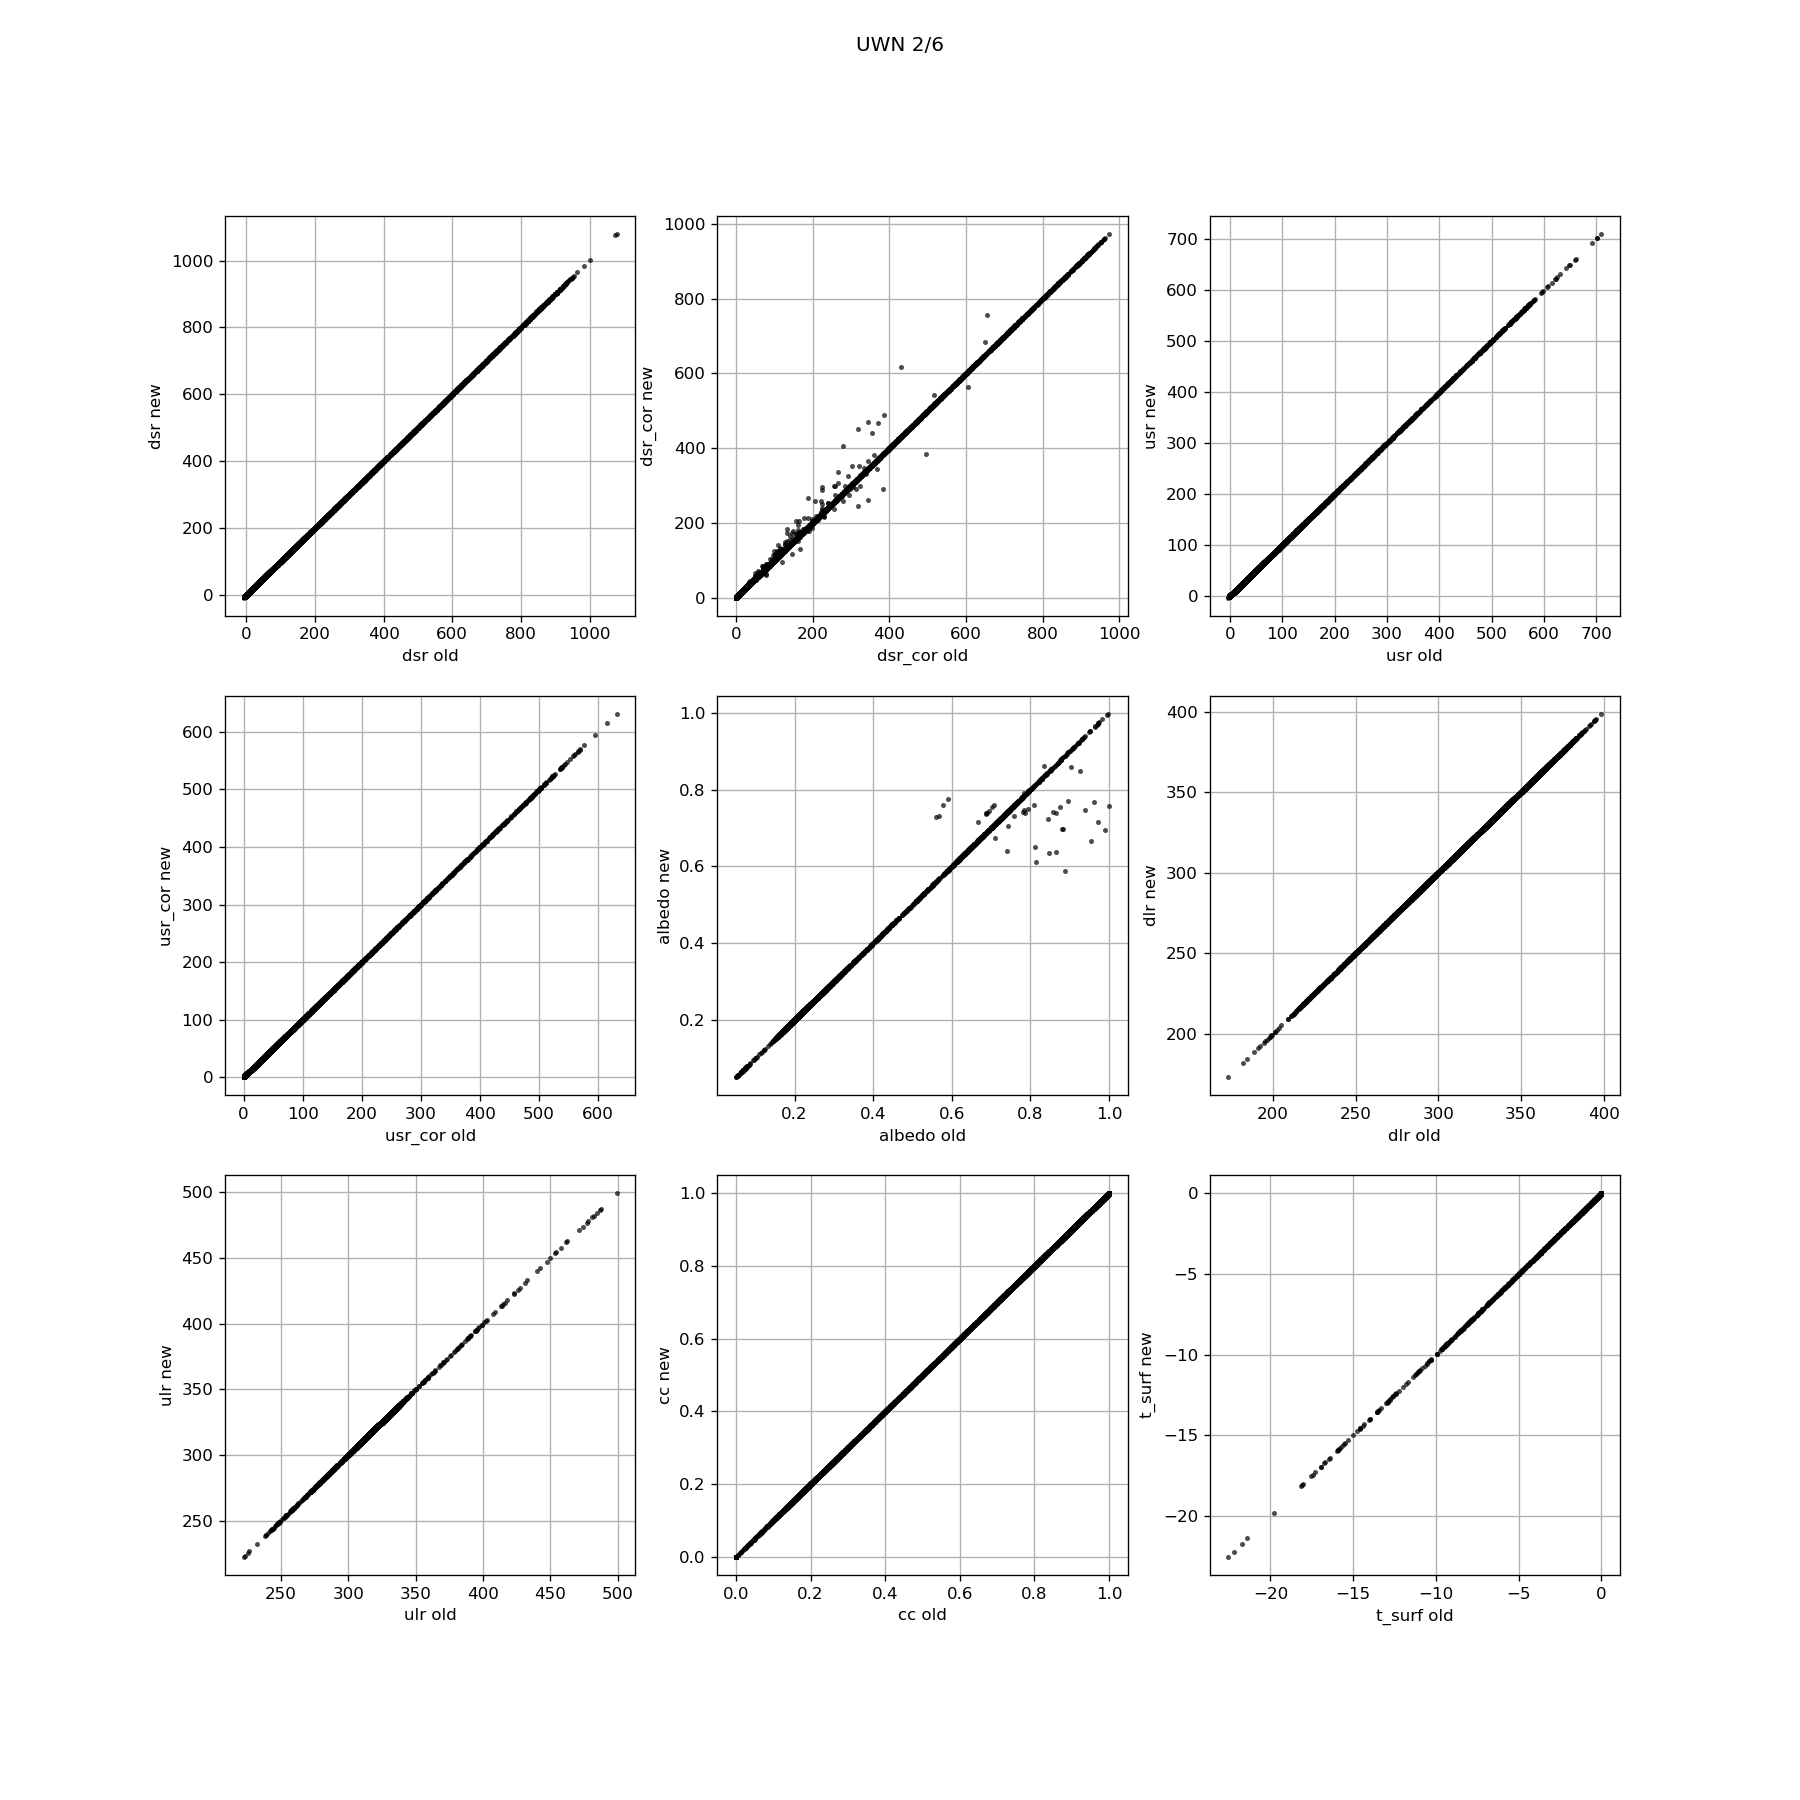 UWN 2/6
1000
800
600
400
200
0
dsr new
0 200 400 600 800 1000
dsr old
1000
800
600
400
200
0
dsr_cor new
0 200 400 600 800 1000
dsr_cor old
700
600
500
400
300
200
100
0
usr new
0 100 200 300 400 500 600 700
usr old
600
500
400
300
200
100
0
usr_cor new
0 100 200 300 400 500 600
usr_cor old
1.0
0.8
0.6
0.4
0.2
albedo new
0.2 0.4 0.6 0.8 1.0
albedo old
400
350
300
250
200
dlr new
200 250 300 350 400
dlr old
500
450
400
350
300
250
ulr new
250 300 350 400 450 500
ulr old
1.0
0.8
0.6
0.4
0.2
0.0
cc new
0.0 0.2 0.4 0.6 0.8 1.0
cc old
0
−5
−10
−15
−20
t_surf new
−20 −15 −10 −5 0
t_surf old